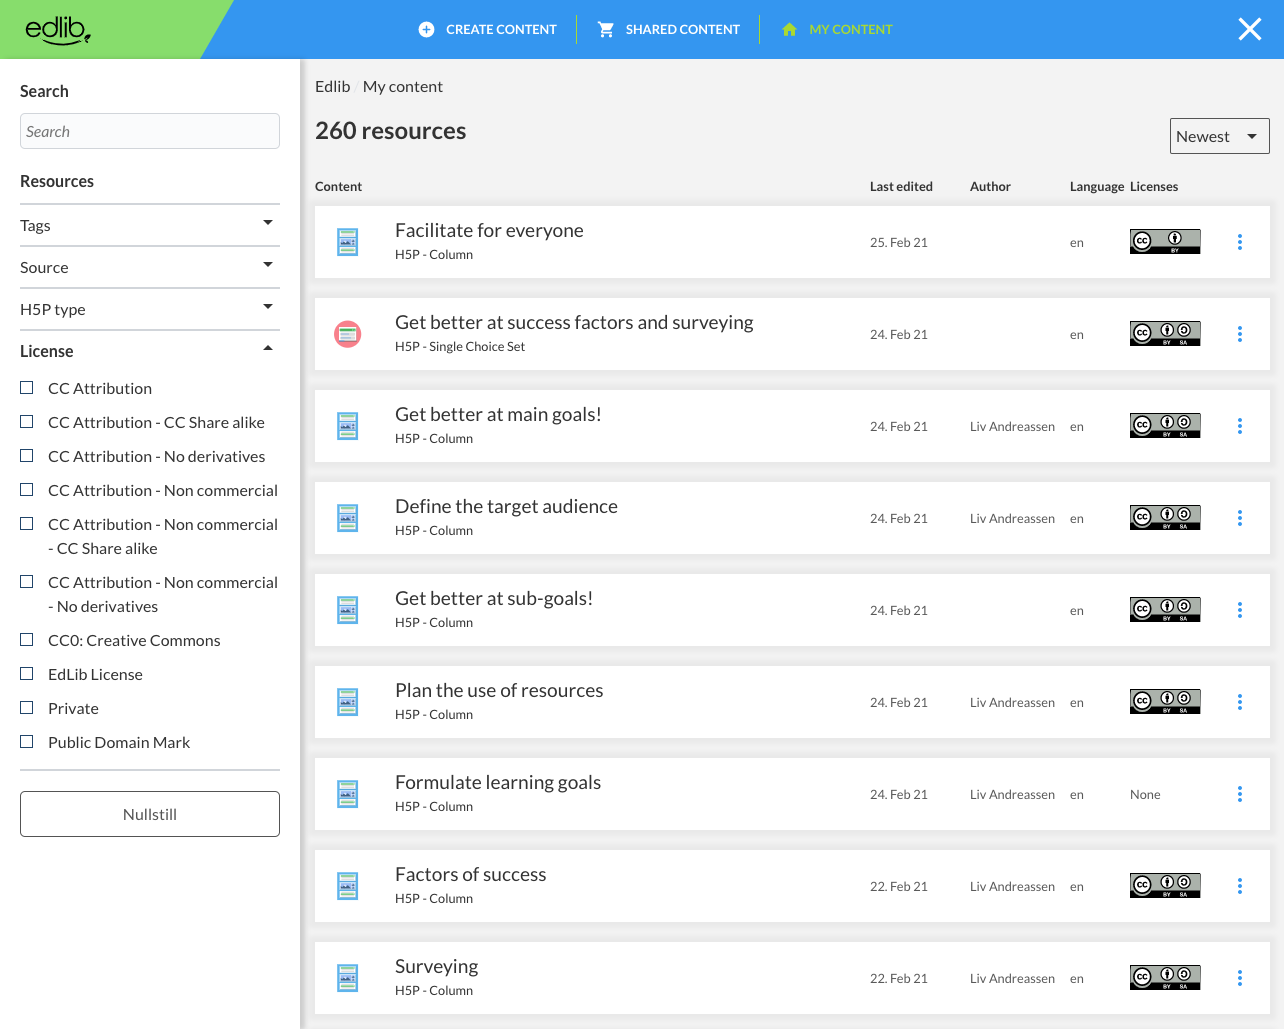 edlib
CREATE CONTENT
SHARED CONTENT
MY CONTENT
Search
Search
Resources
Tags
Source
H5P type
License
CC Attribution
CC Attribution - CC Share alike
CC Attribution - No derivatives
CC Attribution - Non commercial
CC Attribution - Non commercial
- CC Share alike
CC Attribution - Non commercial
- No derivatives
CC0: Creative Commons
EdLib License
Private
Public Domain Mark
Nullstill
Edlib / My content
260 resources
Newest
Content Last edited Author Language Licenses
Facilitate for everyone
H5P - Column
25. Feb 21 en cc BY
Get better at success factors and surveying
H5P - Single Choice Set
24. Feb 21 en cc BY SA
Get better at main goals!
H5P - Column
24. Feb 21 Liv Andreassen en cc BY SA
Define the target audience
H5P - Column
24. Feb 21 Liv Andreassen en cc BY SA
Get better at sub-goals!
H5P - Column
24. Feb 21 en cc BY SA
Plan the use of resources
H5P - Column
24. Feb 21 Liv Andreassen en cc BY SA
Formulate learning goals
H5P - Column
24. Feb 21 Liv Andreassen en None
Factors of success
H5P - Column
22. Feb 21 Liv Andreassen en cc BY SA
Surveying
H5P - Column
22. Feb 21 Liv Andreassen en cc BY SA